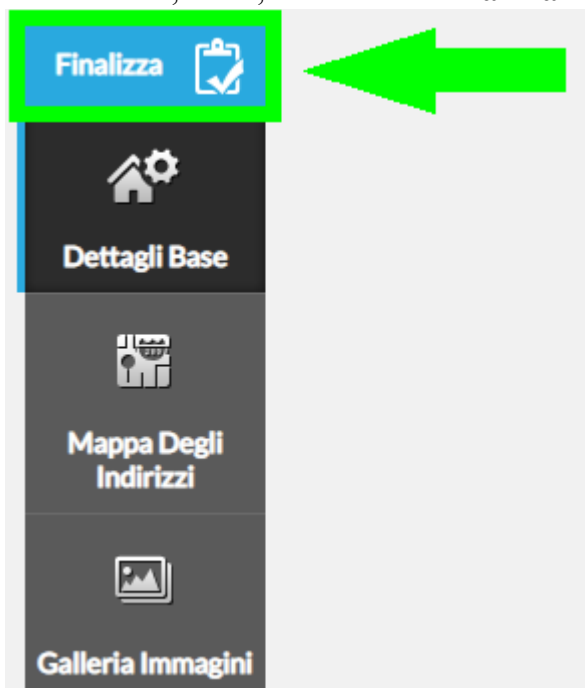 Finalizza
Dettagli Base
Mappa Degli
Indirizzi
Galleria Immagini